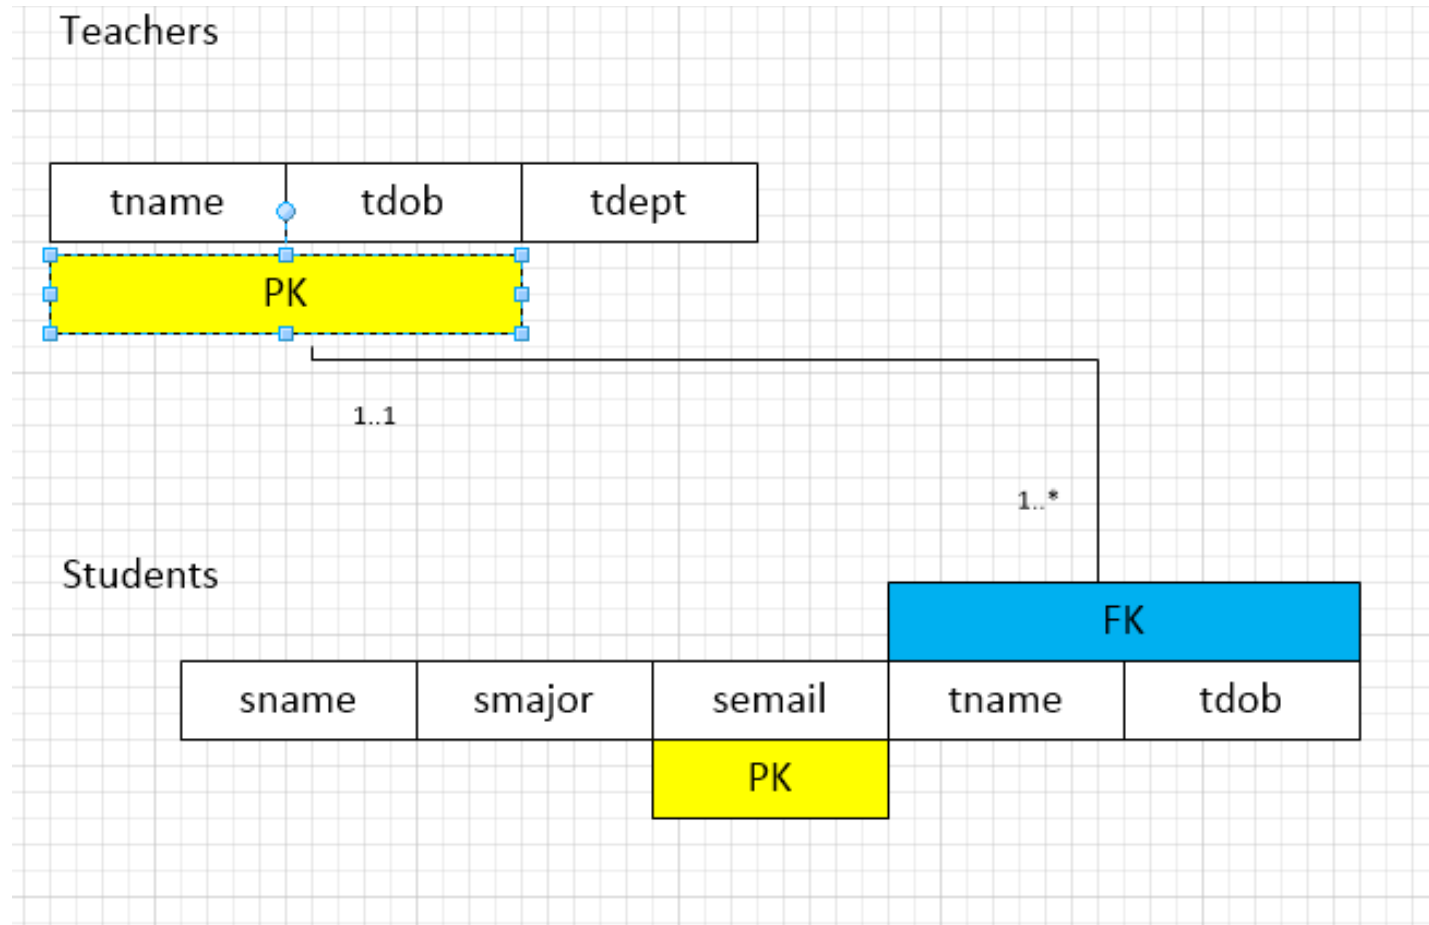 Teachers
tname tdob tdept
PK
1..1
1..*
Students
FK
sname smajor semail tname tdob
PK